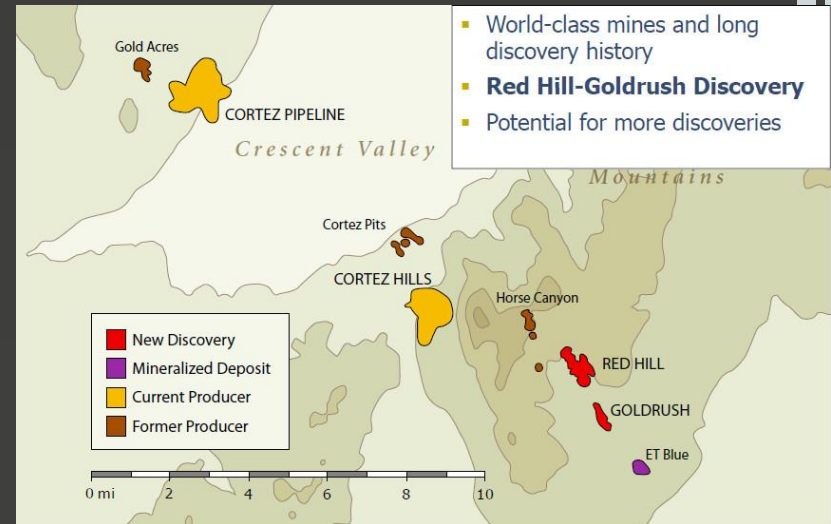 ▪ World-class mines and long
discovery history
▪ Red Hill-Goldrush Discovery
▪ Potential for more discoveries
Gold Acres
CORTEZ PIPELINE
Crescent Valley
Mountains
Cortez Pits
CORTEZ HILLS
Horse Canyon
RED HILL
GOLDRUSH
ET Blue
New Discovery
Mineralized Deposit
Current Producer
Former Producer
0 mi 2 4 6 8 10